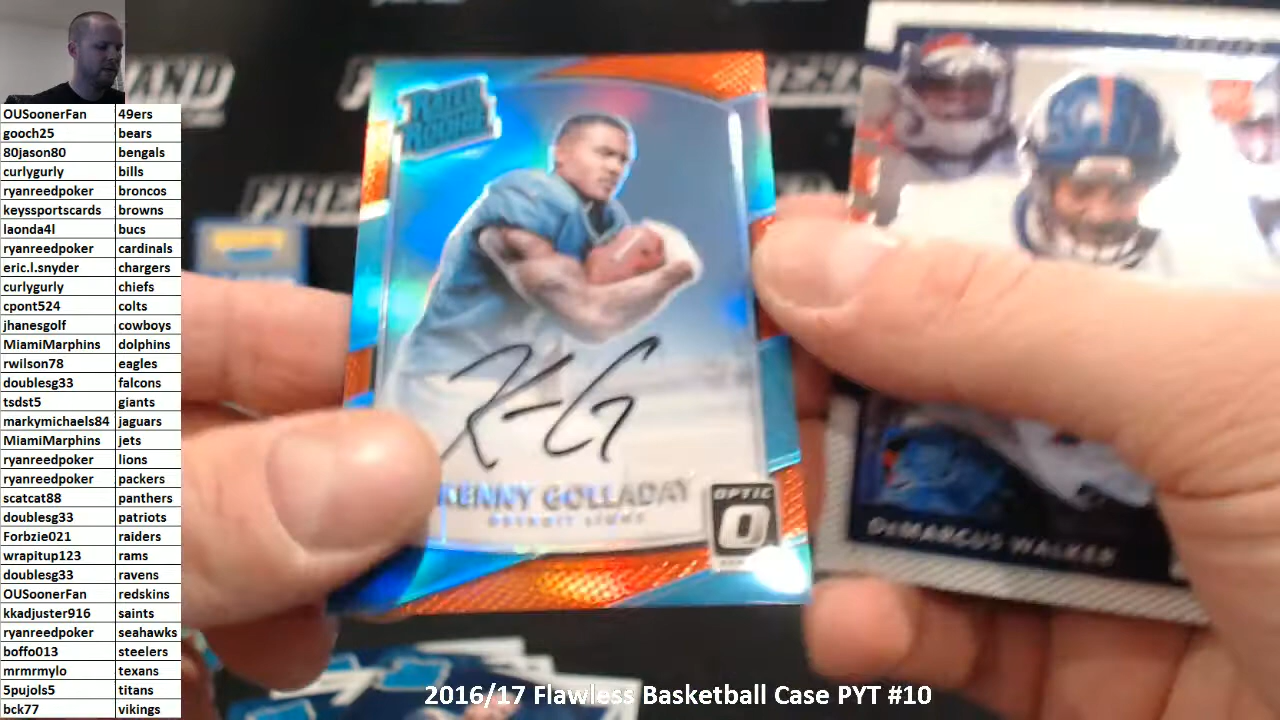 OUSoonerFan 49ers
gooch25 bears
80jason80 bengals
curlygurly bills
ryanreedpoker broncos
keyssportscards browns
laonda4l bucs
ryanreedpoker cardinals
eric.l.snyder chargers
curlygurly chiefs
cpont524 colts
jhanesgolf cowboys
MiamiMarphins dolphins
rwilson78 eagles
doublesg33 falcons
tsdst5 giants
markymichaels84 jaguars
MiamiMarphins jets
ryanreedpoker lions
ryanreedpoker packers
scatcat88 panthers
doublesg33 patriots
Forbzie021 raiders
wrapitup123 rams
doublesg33 ravens
OUSoonerFan redskins
kkadjuster916 saints
ryanreedpoker seahawks
boffo013 steelers
mrmrmylo texans
5pujols5 titans
bck77 vikings
RATED ROOKIE
KG
KENNY GOLLADAY
DETROIT LIONS
OPTIC
DeMARCUS WALKER
FIREHAND
2016/17 Flawless Basketball Case PYT #10